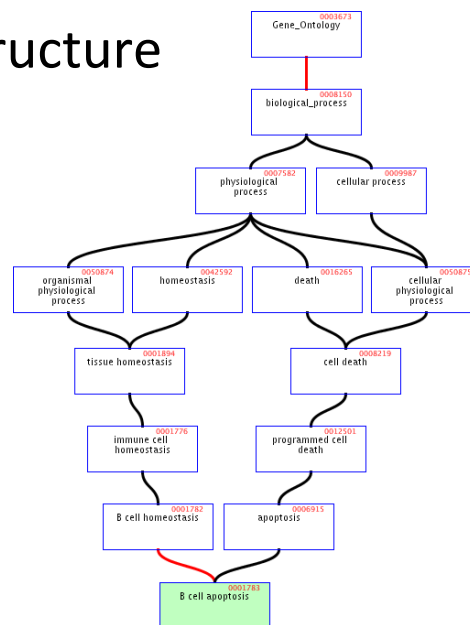 ructure
0003673
Gene_Ontology
0008150
biological_process
0007582
physiological
process
0009987
cellular process
0050874
organismal
physiological
process
0042592
homeostasis
0016265
death
0050875
cellular
physiological
process
0001894
tissue homeostasis
0008219
cell death
0001776
immune cell
homeostasis
0012501
programmed cell
death
0001782
B cell homeostasis
0006915
apoptosis
0001783
B cell apoptosis